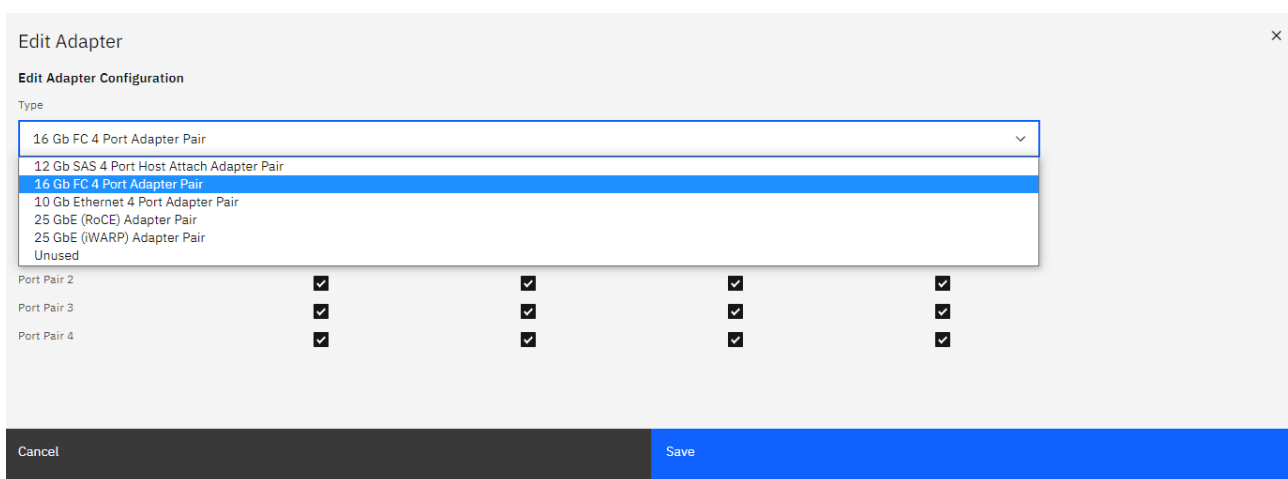 Edit Adapter
Edit Adapter Configuration
Type
16 Gb FC 4 Port Adapter Pair
12 Gb SAS 4 Port Host Attach Adapter Pair
16 Gb FC 4 Port Adapter Pair
10 Gb Ethernet 4 Port Adapter Pair
25 GbE (RoCE) Adapter Pair
25 GbE (iWARP) Adapter Pair
Unused
Port Pair 2
Port Pair 3
Port Pair 4
Cancel
Save